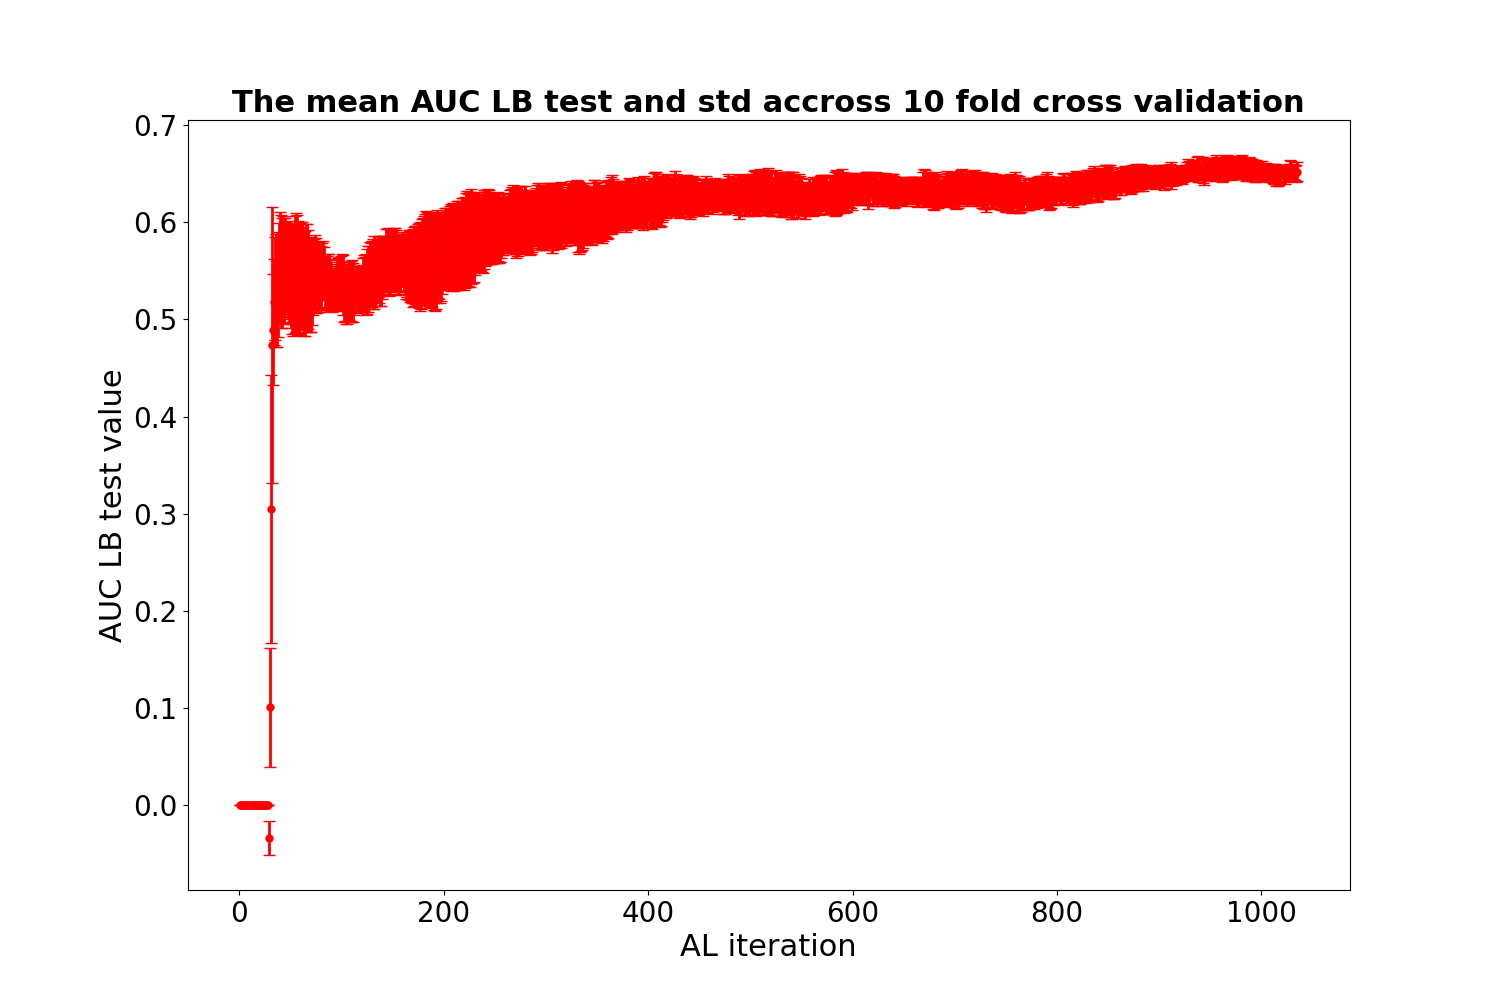 The mean AUC LB test and std accross 10 fold cross validation
0.7
0.6
0.5
0.4
0.3
0.2
0.1
0.0
AUC LB test value
0 200 400 600 800 1000
AL iteration